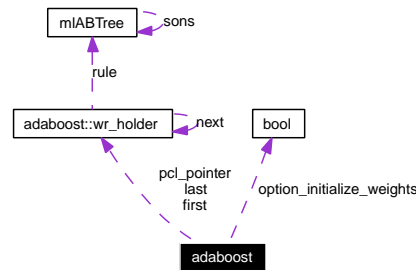 mlABTree
sons
rule
adaboost::wr_holder
next
bool
pcl_pointer
last
first
option_initialize_weights
adaboost